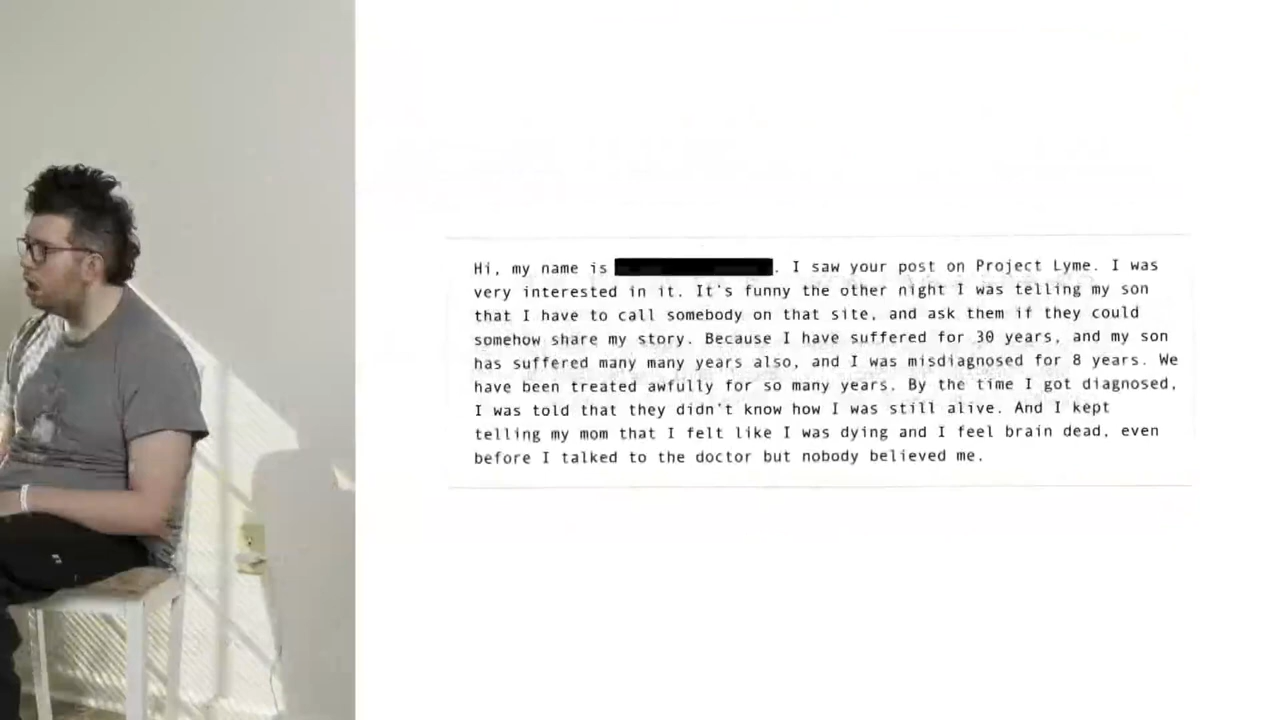 Hi, my name is . I saw your post on Project Lyme. I was
very interested in it. It's funny the other night I was telling my son
that I have to call somebody on that site, and ask them if they could
somehow share my story. Because I have suffered for 30 years, and my son
has suffered many many years also, and I was misdiagnosed for 8 years. We
have been treated awfully for so many years. By the time I got diagnosed,
I was told that they didn't know how I was still alive. And I kept
telling my mom that I felt like I was dying and I feel brain dead, even
before I talked to the doctor but nobody believed me.